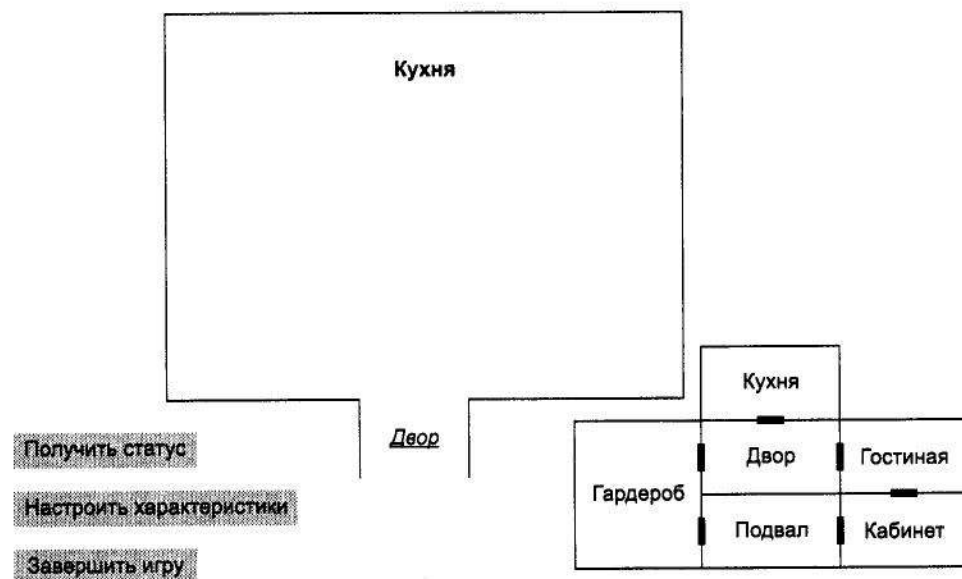 Кухня
Двор
Получить статус
Настроить характеристики
Завершить игру
Кухня
Двор
Гостиная
Гардероб
Подвал
Кабинет